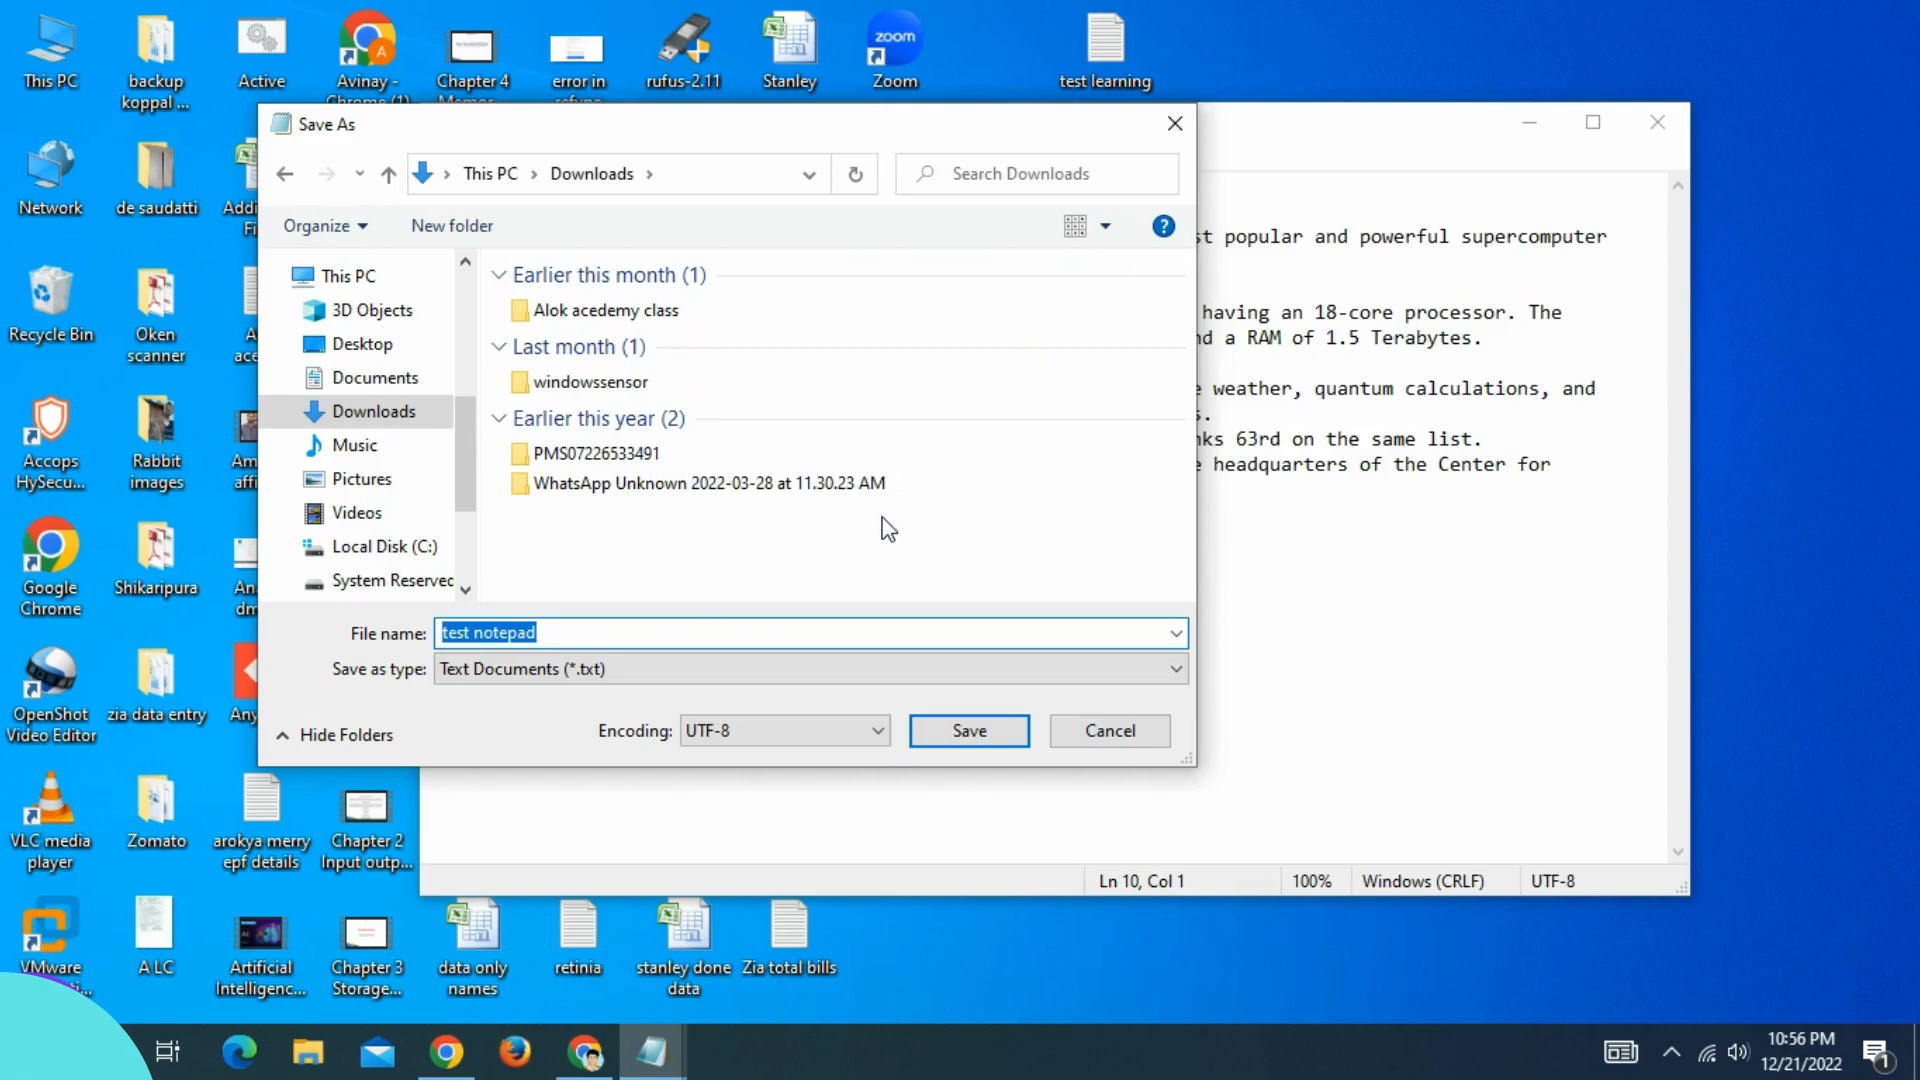 This PC
backup
koppal ...
Active
Avinay -
Chrome (1)
Chapter 4
error in
rufus-2.11
Stanley
zoom
Zoom
test learning
Network
de saudatti
Recycle Bin
Oken
scanner
Accops
HySecu...
Rabbit
images
Google
Chrome
Shikaripura
OpenShot
Video Editor
zia data entry
VLC media
player
Zomato
arokya merry
epf details
Chapter 2
Input outp...
VMware
A LC
Artificial
Intelligenc...
Chapter 3
Storage...
data only
names
retinia
stanley done
data
Zia total bills
Save As
This PC > Downloads >
Search Downloads
Organize
New folder
This PC
3D Objects
Desktop
Documents
Downloads
Music
Pictures
Videos
Local Disk (C:)
System Reserved
Earlier this month (1)
Alok acedemy class
Last month (1)
windowssensor
Earlier this year (2)
PMS07226533491
WhatsApp Unknown 2022-03-28 at 11.30.23 AM
File name: test notepad
Save as type: Text Documents (*.txt)
Hide Folders
Encoding: UTF-8
Save
Cancel
popular and powerful supercomputer
having an 18-core processor. The
a RAM of 1.5 Terabytes.
weather, quantum calculations, and
63rd on the same list.
headquarters of the Center for
Ln 10, Col 1
100%
Windows (CRLF)
UTF-8
10:56 PM
12/21/2022
1